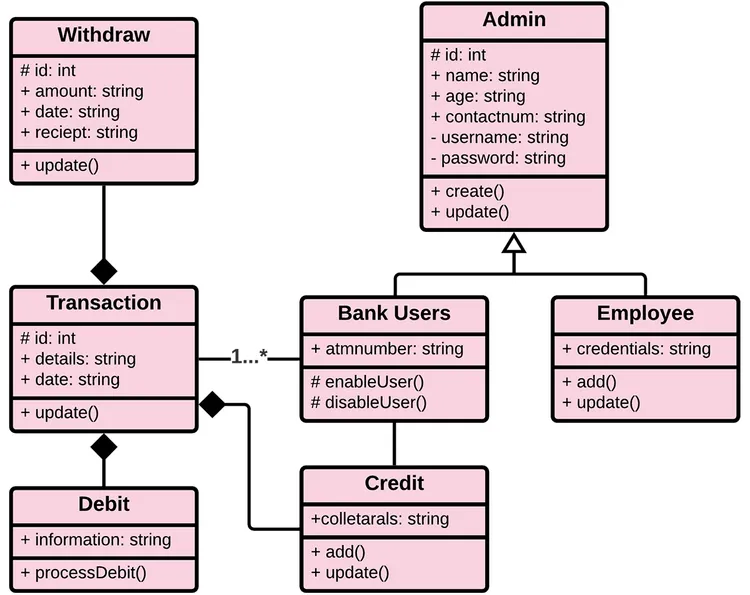 Withdraw
# id: int
+ amount: string
+ date: string
+ reciept: string
+ update()
Admin
# id: int
+ name: string
+ age: string
+ contactnum: string
- username: string
- password: string
+ create()
+ update()
Transaction
# id: int
+ details: string
+ date: string
+ update()
1...*
Bank Users
+ atmnumber: string
# enableUser()
# disableUser()
Employee
+ credentials: string
+ add()
+ update()
Debit
+ information: string
+ processDebit()
Credit
+colletarals: string
+ add()
+ update()